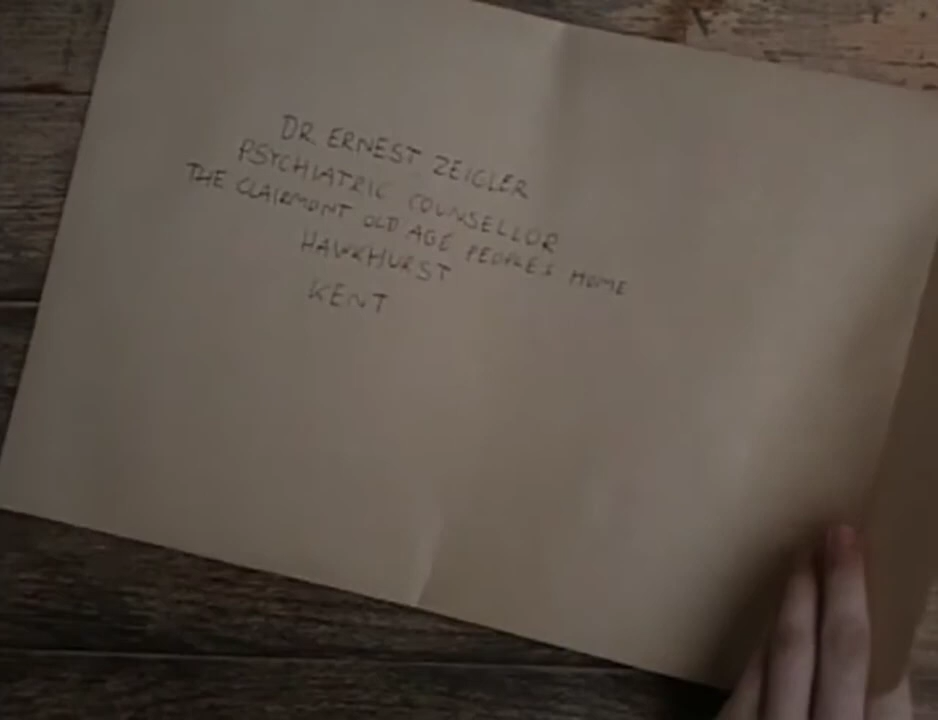 DR ERNEST ZEIGLER
PSYCHIATRIC COUNSELLOR
THE CLAIRMONT OLD AGE PEOPLE'S HOME
HAWKHURST
KENT